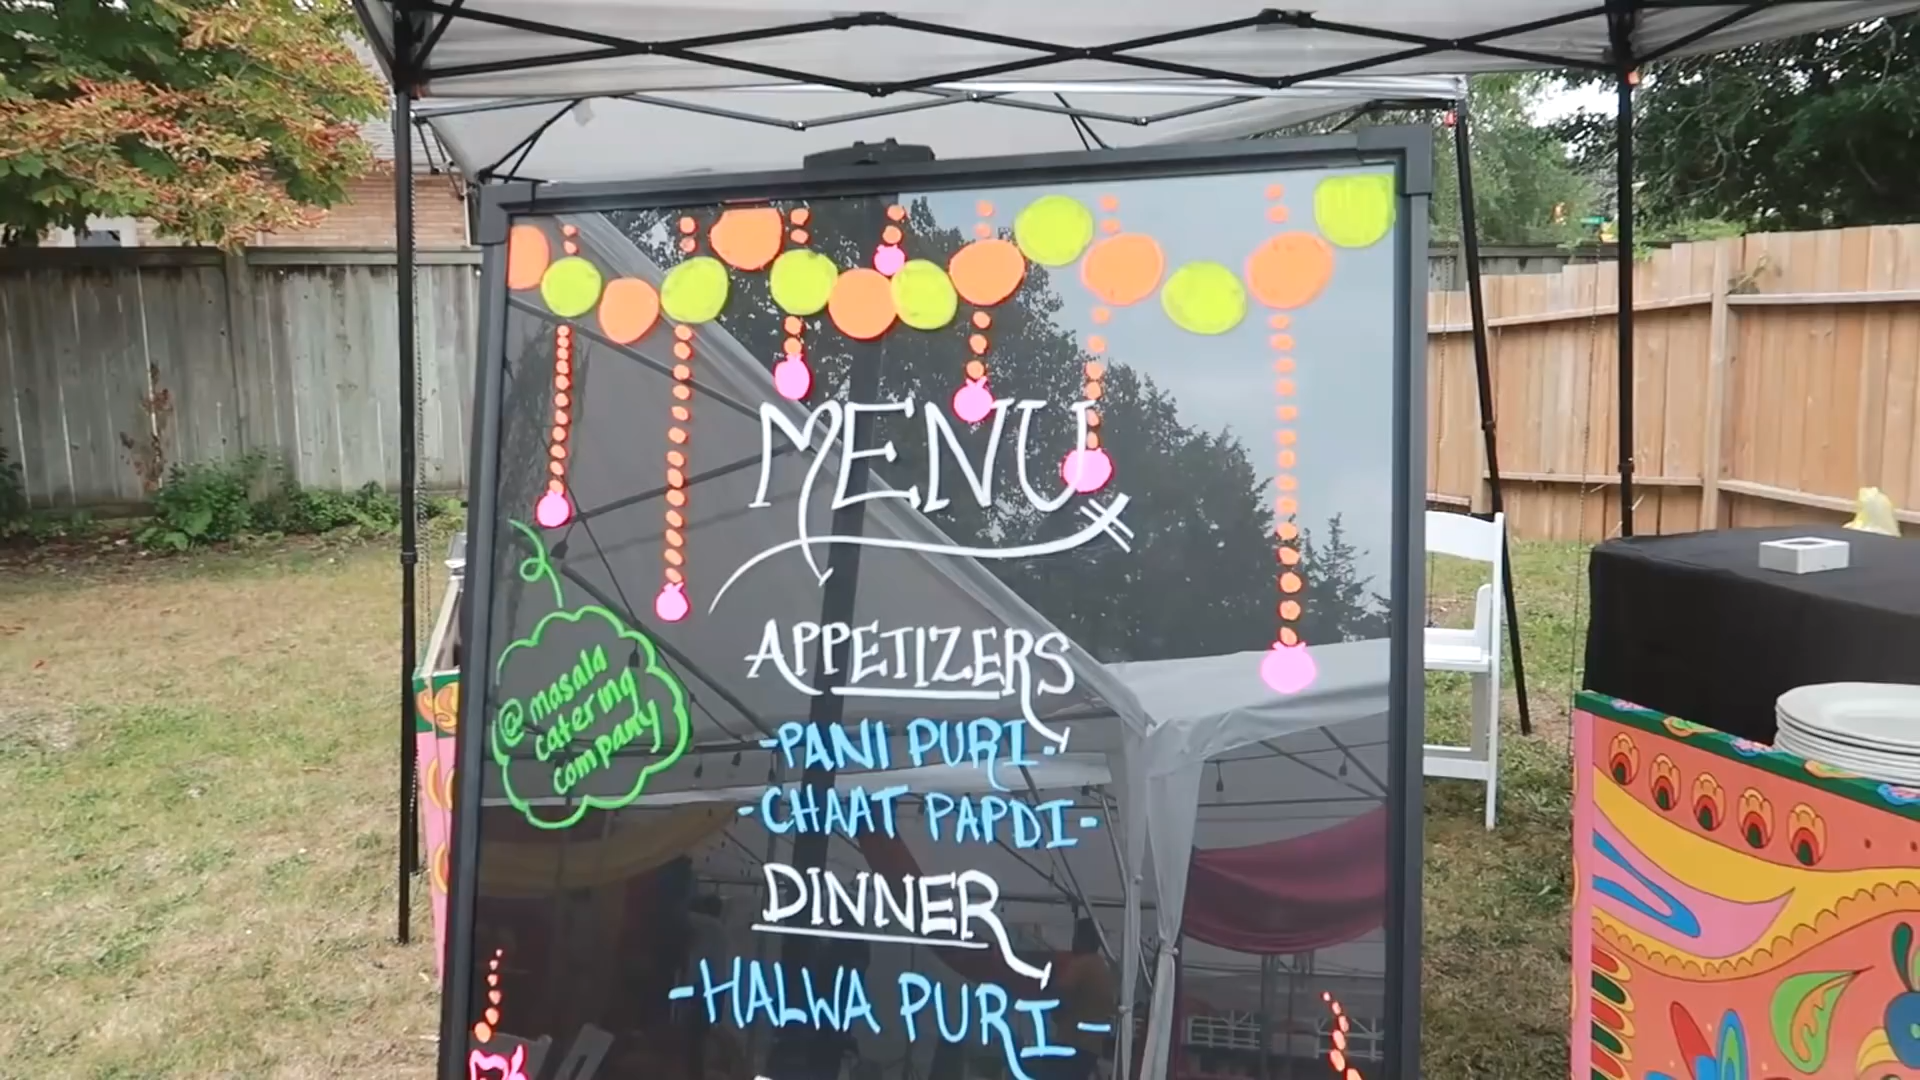 MENU
APPETIZERS
-PANI PURI-
-CHAAT PAPDI-
DINNER
-HALWA PURI-
@masala
catering
company